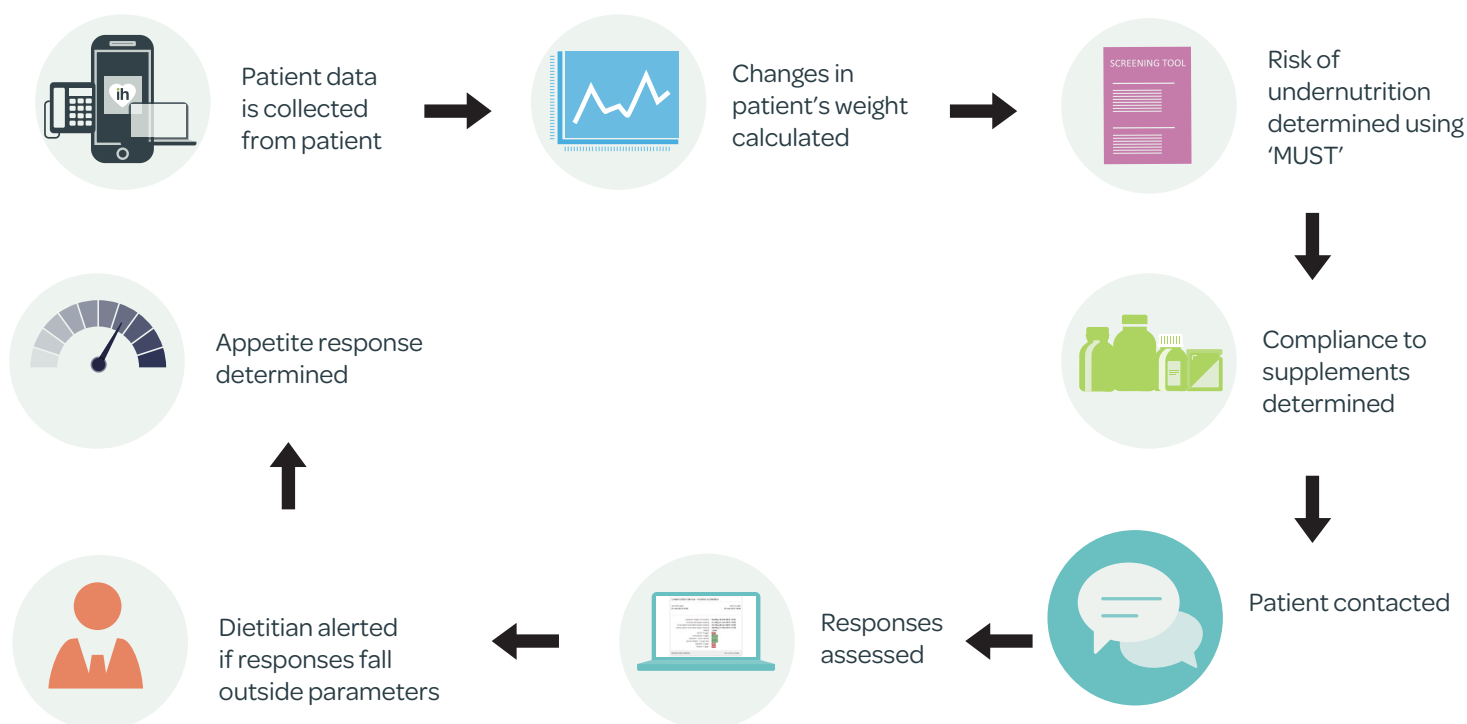 ih
Patient data
is collected
from patient
Changes in
patient's weight
calculated
SCREENING TOOL
Risk of
undernutrition
determined using
‘MUST’
Compliance to
supplements
determined
Patient contacted
Responses
assessed
Dietitian alerted
if responses fall
outside parameters
Appetite response
determined